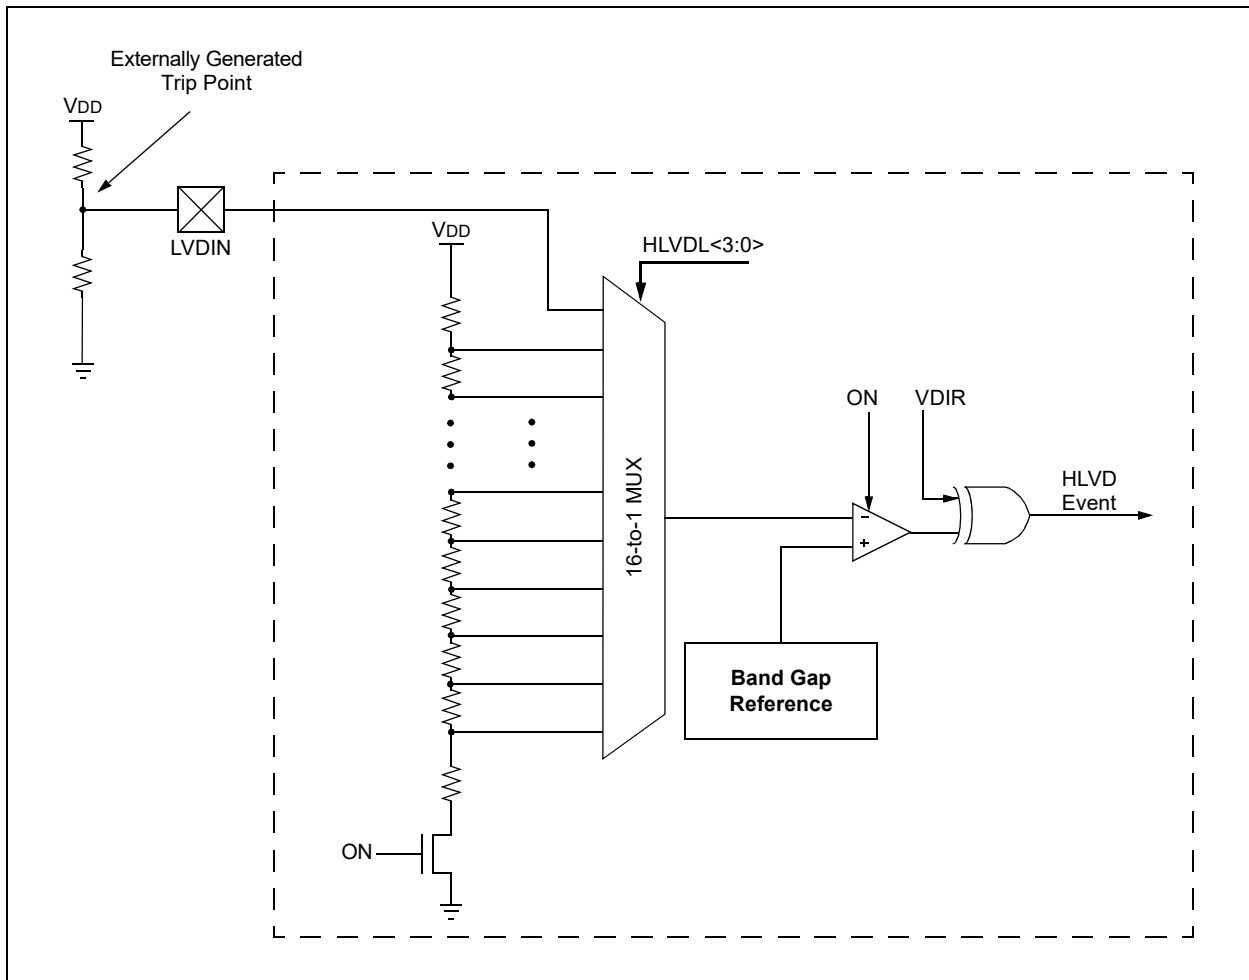 Externally Generated
Trip Point
VDD
LVDIN
VDD
HLVDL<3:0>
16-to-1 MUX
ON
VDIR
HLVD
Event
−
+
Band Gap
Reference
ON